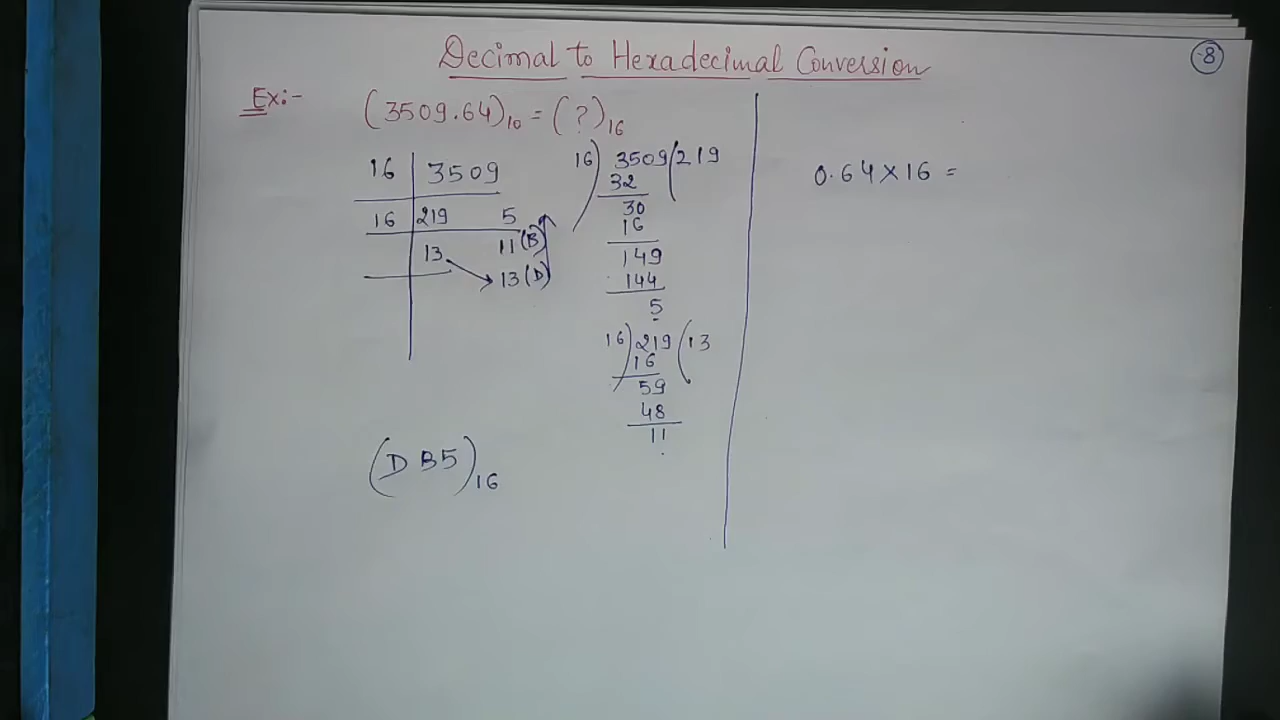 Decimal to Hexadecimal Conversion
8
Ex:-
(3509.64)₁₀ = (?)₁₆
16 | 3509
16 | 219 5
13 11 (B)
13 (D)
(DB5)₁₆
16) 3509 (219
32
30
16
149
144
5
16) 219 (13
16
59
48
11
0.64×16 =